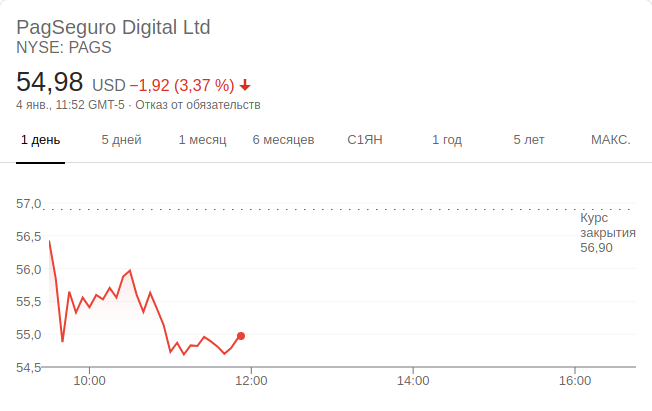 PagSeguro Digital Ltd
NYSE: PAGS
54,98 USD −1,92 (3,37 %)
4 янв., 11:52 GMT-5 · Отказ от обязательств
1 день 5 дней 1 месяц 6 месяцев С1ЯН 1 год 5 лет МАКС.
57,0
Курс
закрытия
56,90
56,5
56,0
55,5
55,0
54,5
10:00 12:00 14:00 16:00